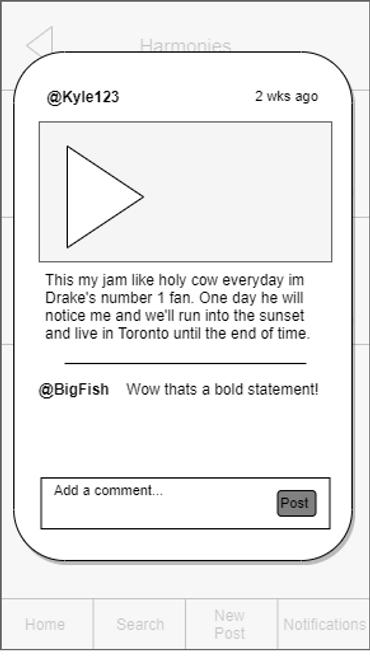 Harmonies
@Kyle123 2 wks ago
This my jam like holy cow everyday im
Drake's number 1 fan. One day he will
notice me and we'll run into the sunset
and live in Toronto until the end of time.
@BigFish Wow thats a bold statement!
Add a comment...
Post
Home Search New Post Notifications